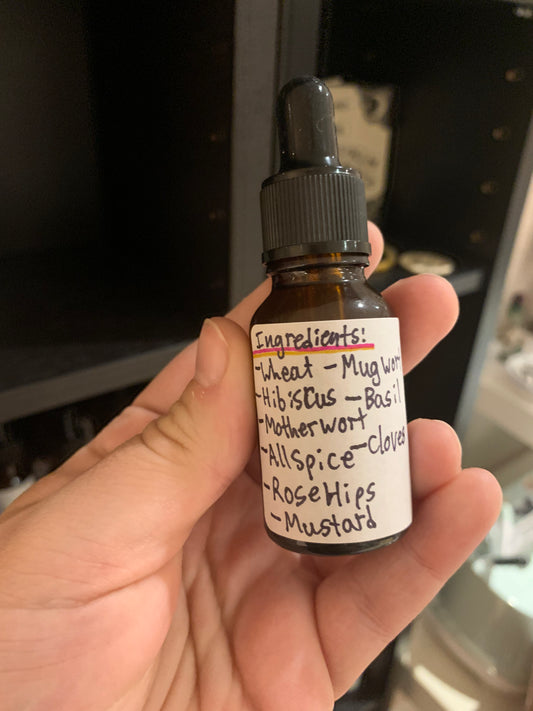 Ingredients:
-Wheat -Mugwort
-Hibiscus -Basil
-Motherwort
-Allspice -Cloves
-RoseHips
-Mustard